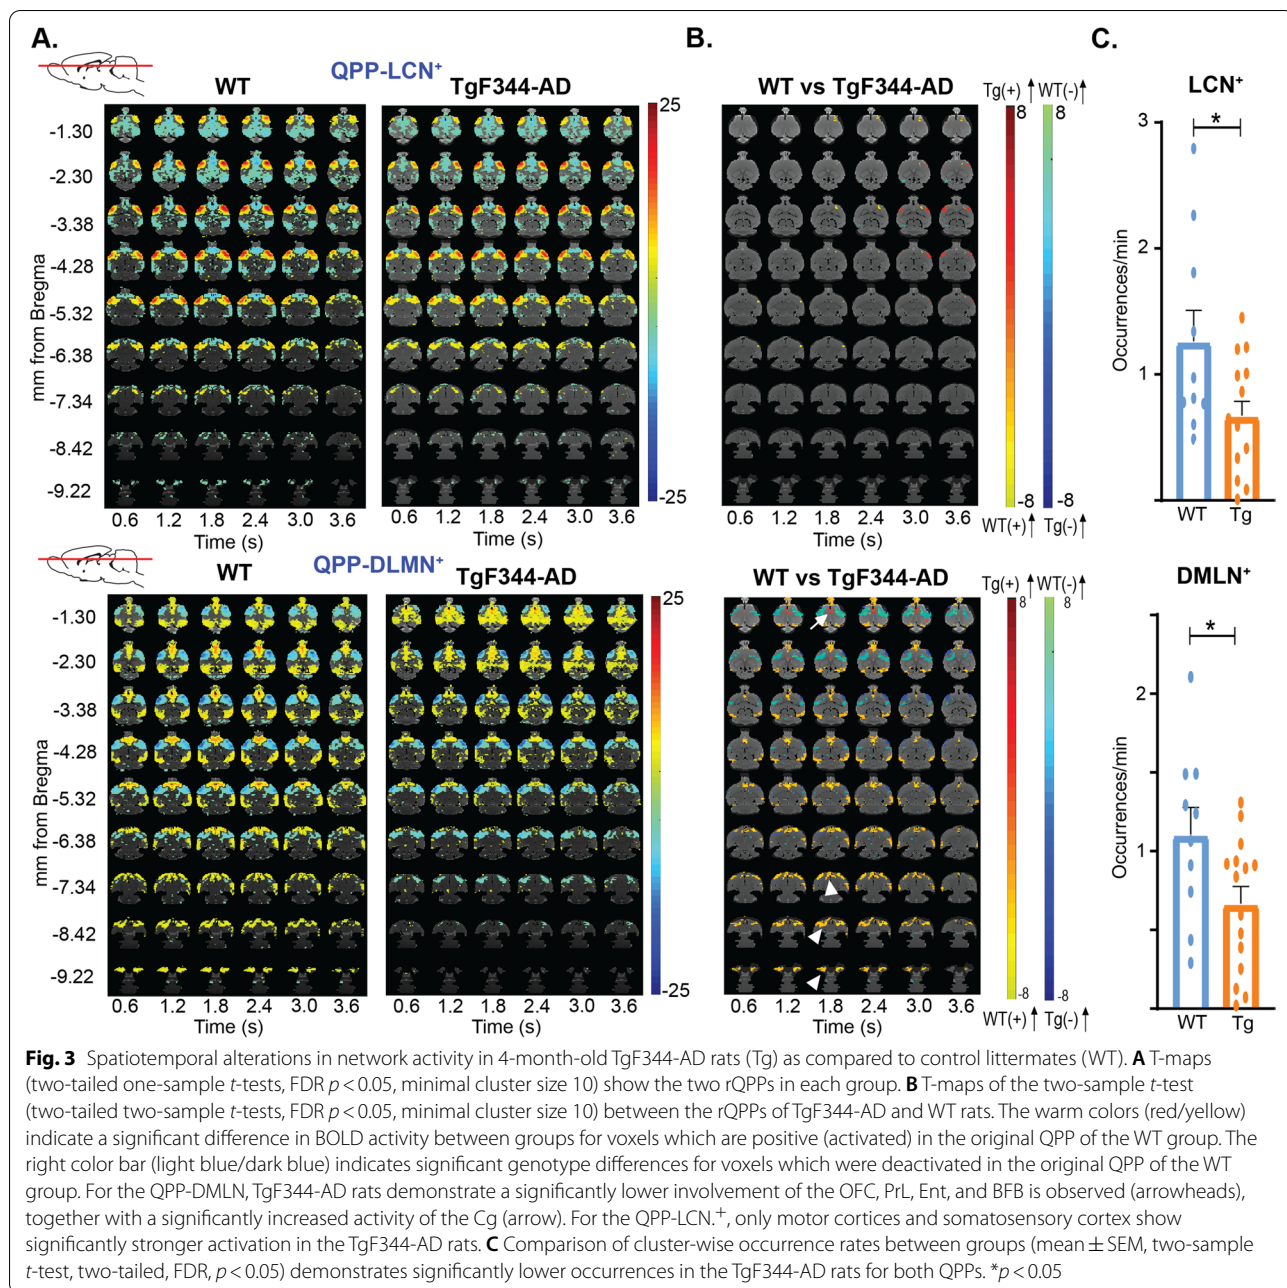 A.
B.
C.
QPP-LCN+
WT
TgF344-AD
WT vs TgF344-AD
Tg(+)↑ WT(-)↑
LCN+
25
8
8
3
*
-1.30
-2.30
-3.38
-4.28
-5.32
-6.38
-7.34
-8.42
-9.22
mm from Bregma
2
1
0
Occurrences/min
-25
-8
-8
WT(+)↑ Tg(-)↑
0.6 1.2 1.8 2.4 3.0 3.6
Time (s)
0.6 1.2 1.8 2.4 3.0 3.6
Time (s)
0.6 1.2 1.8 2.4 3.0 3.6
Time (s)
WT Tg
QPP-DLMN+
WT
TgF344-AD
WT vs TgF344-AD
Tg(+)↑ WT(-)↑
DMLN+
25
8
8
*
-1.30
-2.30
-3.38
-4.28
-5.32
-6.38
-7.34
-8.42
-9.22
mm from Bregma
2
1
0
Occurrences/min
-25
-8
-8
WT(+)↑ Tg(-)↑
0.6 1.2 1.8 2.4 3.0 3.6
Time (s)
0.6 1.2 1.8 2.4 3.0 3.6
Time (s)
0.6 1.2 1.8 2.4 3.0 3.6
Time (s)
WT Tg
Fig. 3 Spatiotemporal alterations in network activity in 4-month-old TgF344-AD rats (Tg) as compared to control littermates (WT). A T-maps
(two-tailed one-sample t-tests, FDR p < 0.05, minimal cluster size 10) show the two rQPPs in each group. B T-maps of the two-sample t-test
(two-tailed two-sample t-tests, FDR p < 0.05, minimal cluster size 10) between the rQPPs of TgF344-AD and WT rats. The warm colors (red/yellow)
indicate a significant difference in BOLD activity between groups for voxels which are positive (activated) in the original QPP of the WT group. The
right color bar (light blue/dark blue) indicates significant genotype differences for voxels which were deactivated in the original QPP of the WT
group. For the QPP-DMLN, TgF344-AD rats demonstrate a significantly lower involvement of the OFC, PrL, Ent, and BFB is observed (arrowheads),
together with a significantly increased activity of the Cg (arrow). For the QPP-LCN.+, only motor cortices and somatosensory cortex show
significantly stronger activation in the TgF344-AD rats. C Comparison of cluster-wise occurrence rates between groups (mean ± SEM, two-sample
t-test, two-tailed, FDR, p < 0.05) demonstrates significantly lower occurrences in the TgF344-AD rats for both QPPs. *p < 0.05